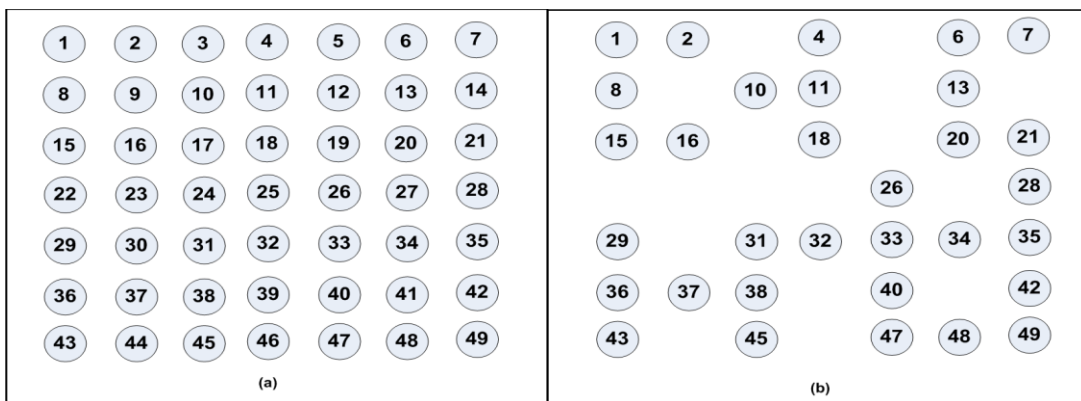 1 2 3 4 5 6 7
8 9 10 11 12 13 14
15 16 17 18 19 20 21
22 23 24 25 26 27 28
29 30 31 32 33 34 35
36 37 38 39 40 41 42
43 44 45 46 47 48 49
(a)
1 2 4 6 7
8 10 11 13
15 16 18 20 21
26 28
29 31 32 33 34 35
36 37 38 40 42
43 45 47 48 49
(b)